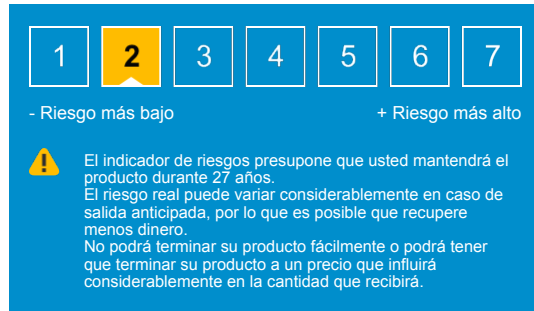 1 2 3 4 5 6 7
- Riesgo más bajo + Riesgo más alto
El indicador de riesgos presupone que usted mantendrá el
producto durante 27 años.
El riesgo real puede variar considerablemente en caso de
salida anticipada, por lo que es posible que recupere
menos dinero.
No podrá terminar su producto fácilmente o podrá tener
que terminar su producto a un precio que influirá
considerablemente en la cantidad que recibirá.